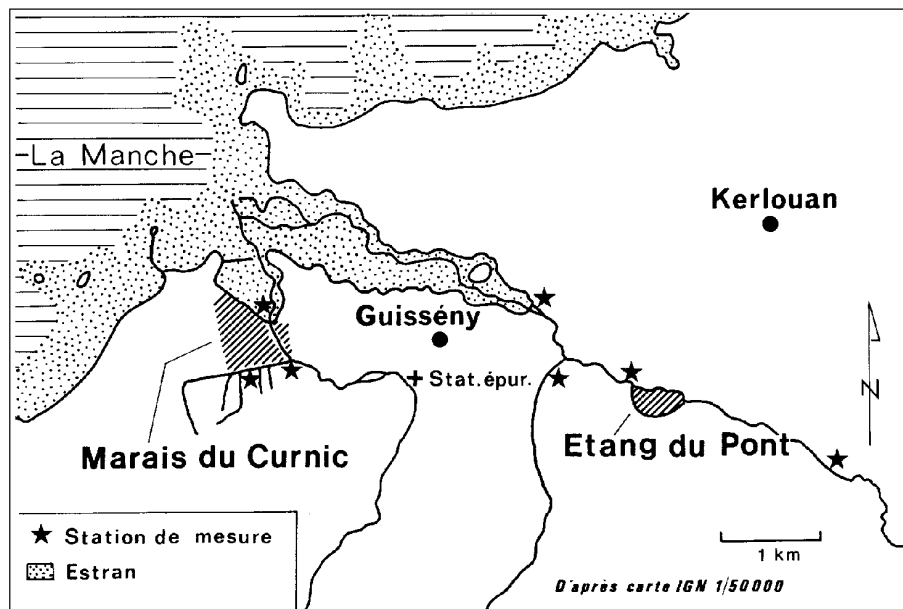 La Manche
Kerlouan
Guissény
Stat. épur.
N
Marais du Curnic
Etang du Pont
Station de mesure
Estran
1 km
D'après carte IGN 1/50000